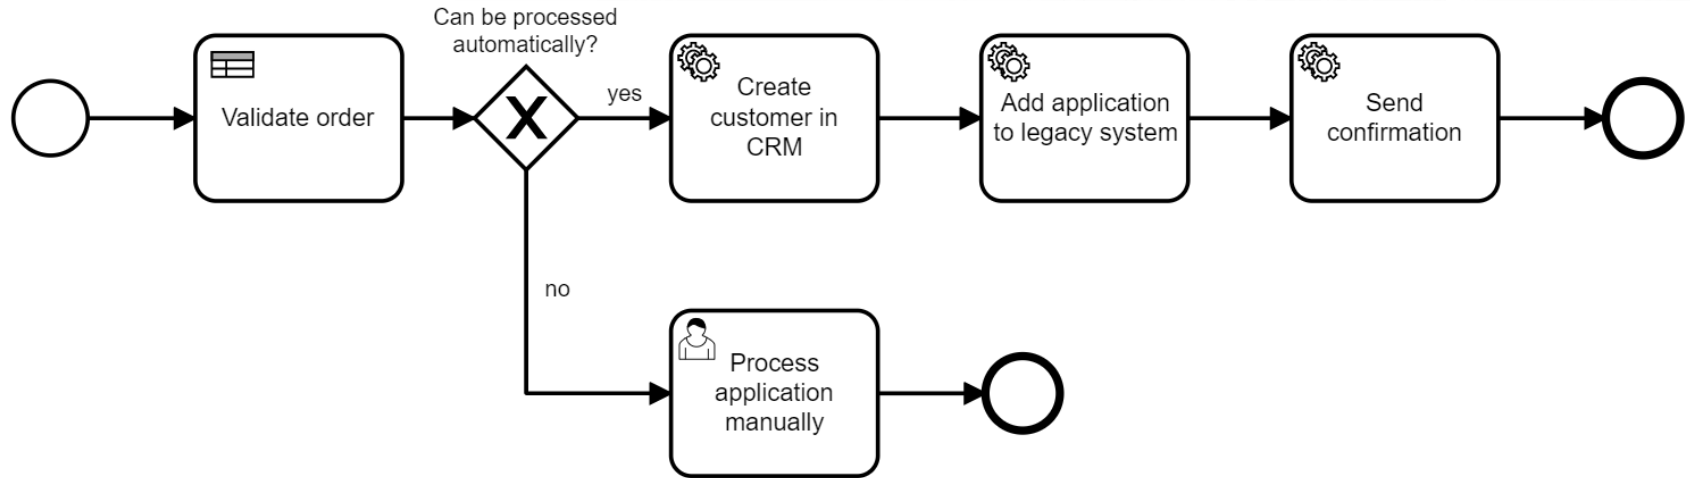 Can be processed
automatically?
Validate order
yes
Create
customer in
CRM
Add application
to legacy system
Send
confirmation
no
Process
application
manually